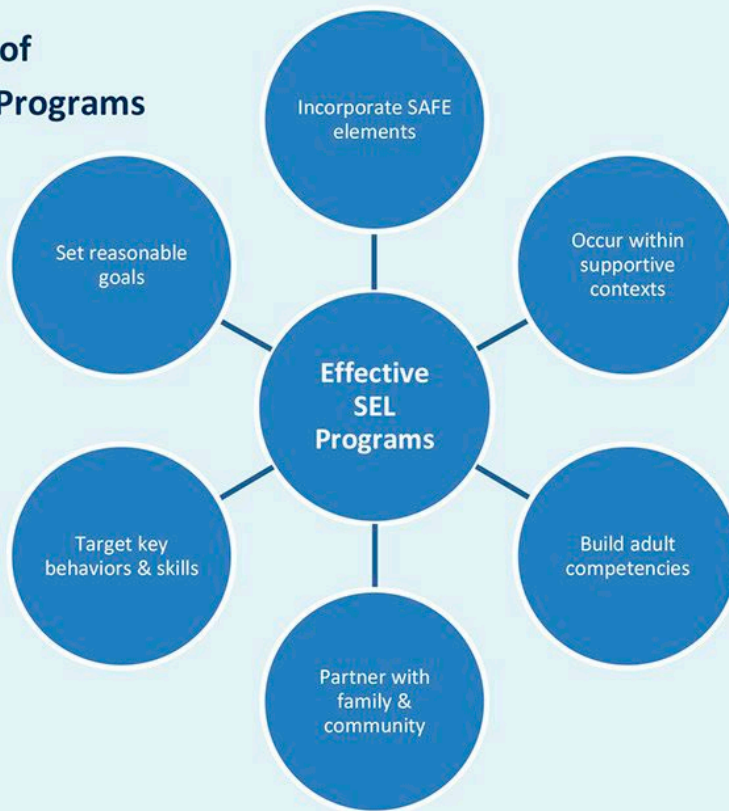 of
Programs
Incorporate SAFE
elements
Occur within
supportive
contexts
Build adult
competencies
Partner with
family &
community
Target key
behaviors & skills
Set reasonable
goals
Effective
SEL
Programs